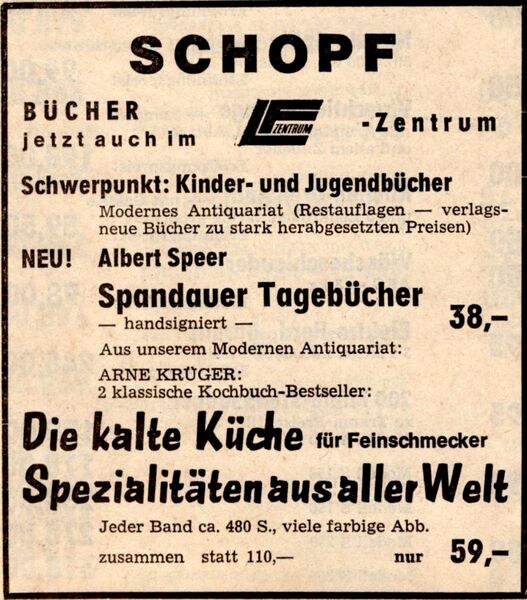 SCHOPF
BÜCHER
jetzt auch im
ZENTRUM
-Zentrum
Schwerpunkt: Kinder- und Jugendbücher
Modernes Antiquariat (Restauflagen — verlags-
neue Bücher zu stark herabgesetzten Preisen)
NEU! Albert Speer
Spandauer Tagebücher
— handsigniert — 38,–
Aus unserem Modernen Antiquariat:
ARNE KRÜGER:
2 klassische Kochbuch-Bestseller:
Die kalte Küche für Feinschmecker
Spezialitäten aus aller Welt
Jeder Band ca. 480 S., viele farbige Abb.
zusammen statt 110,— nur 59,–